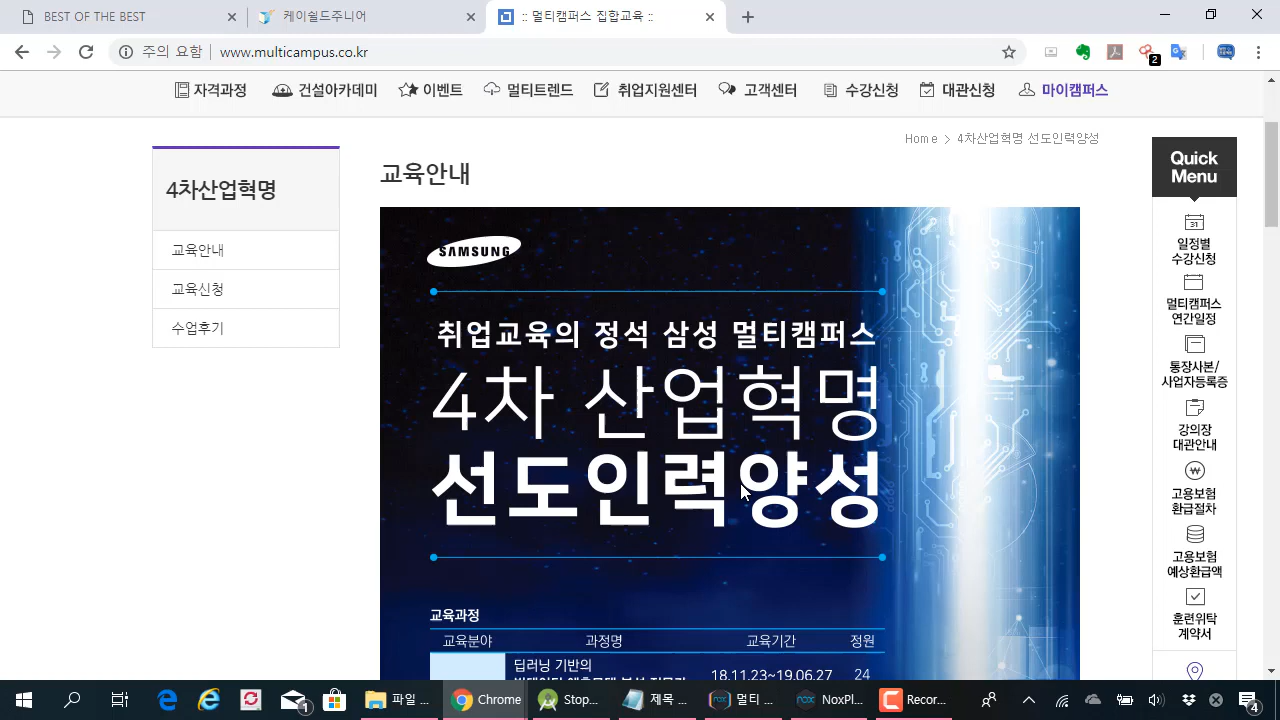 BEST OF THE BEST
케이쉴드주니어
:: 멀티캠퍼스 집합교육 ::
주의 요함
www.multicampus.co.kr
2
자격과정
건설아카데미
이벤트
멀티트렌드
취업지원센터
고객센터
수강신청
대관신청
마이캠퍼스
Home > 4차산업혁명 선도인력양성
4차산업혁명
교육안내
교육신청
수업후기
교육안내
SAMSUNG
취업교육의 정석 삼성 멀티캠퍼스
4차 산업혁명
선도인력양성
교육과정
교육분야 과정명 교육기간 정원
딥러닝 기반의
18.11.23~19.06.27 24
Quick
Menu
31
일정별
수강신청
멀티캠퍼스
연간일정
통장사본/
사업자등록증
강의장
대관안내
고용보험
환급절차
고용보험
예상환급액
훈련위탁
계약서
1
파일 ...
Chrome
Stop...
제목 ...
nox
멀티 ...
nox
NoxPl...
Recor...
4